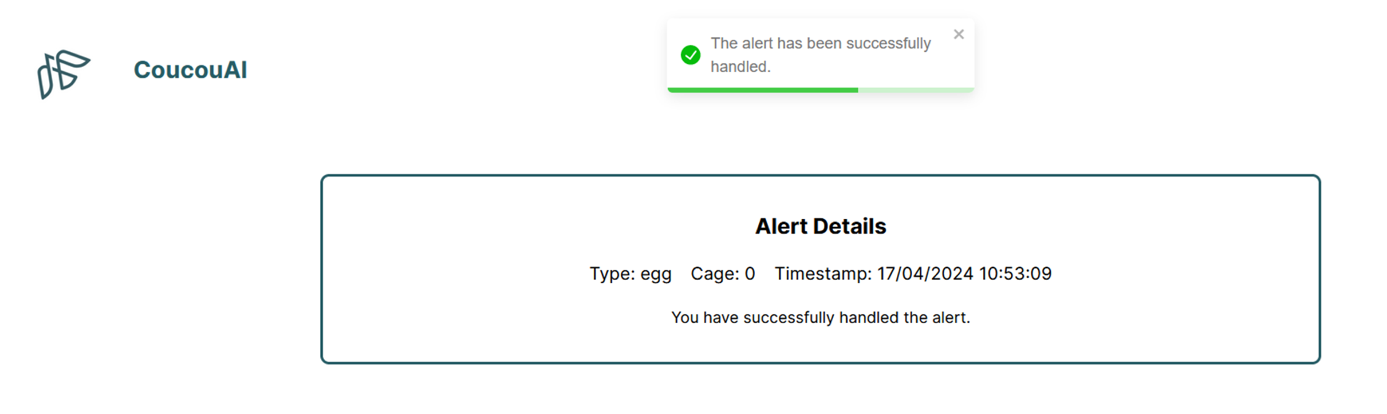 CoucouAI
The alert has been successfully
handled.
Alert Details
Type: egg Cage: 0 Timestamp: 17/04/2024 10:53:09
You have successfully handled the alert.